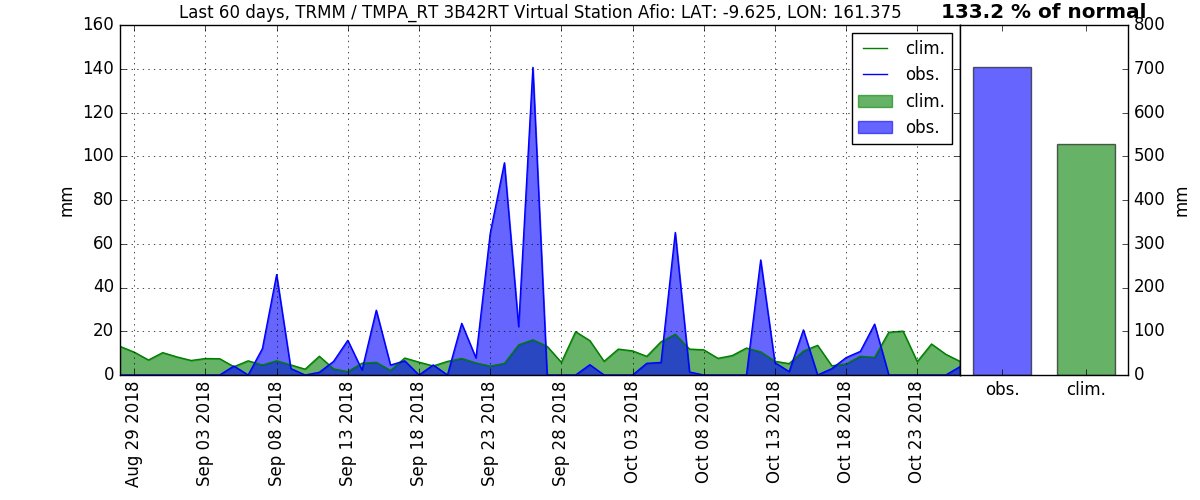 Last 60 days, TRMM / TMPA_RT 3B42RT Virtual Station Afio: LAT: -9.625, LON: 161.375
133.2 % of normal
160
140
120
100
80
60
40
20
0
mm
clim.
obs.
clim.
obs.
800
700
600
500
400
300
200
100
0
mm
obs.
clim.
Aug 29 2018
Sep 03 2018
Sep 08 2018
Sep 13 2018
Sep 18 2018
Sep 23 2018
Sep 28 2018
Oct 03 2018
Oct 08 2018
Oct 13 2018
Oct 18 2018
Oct 23 2018